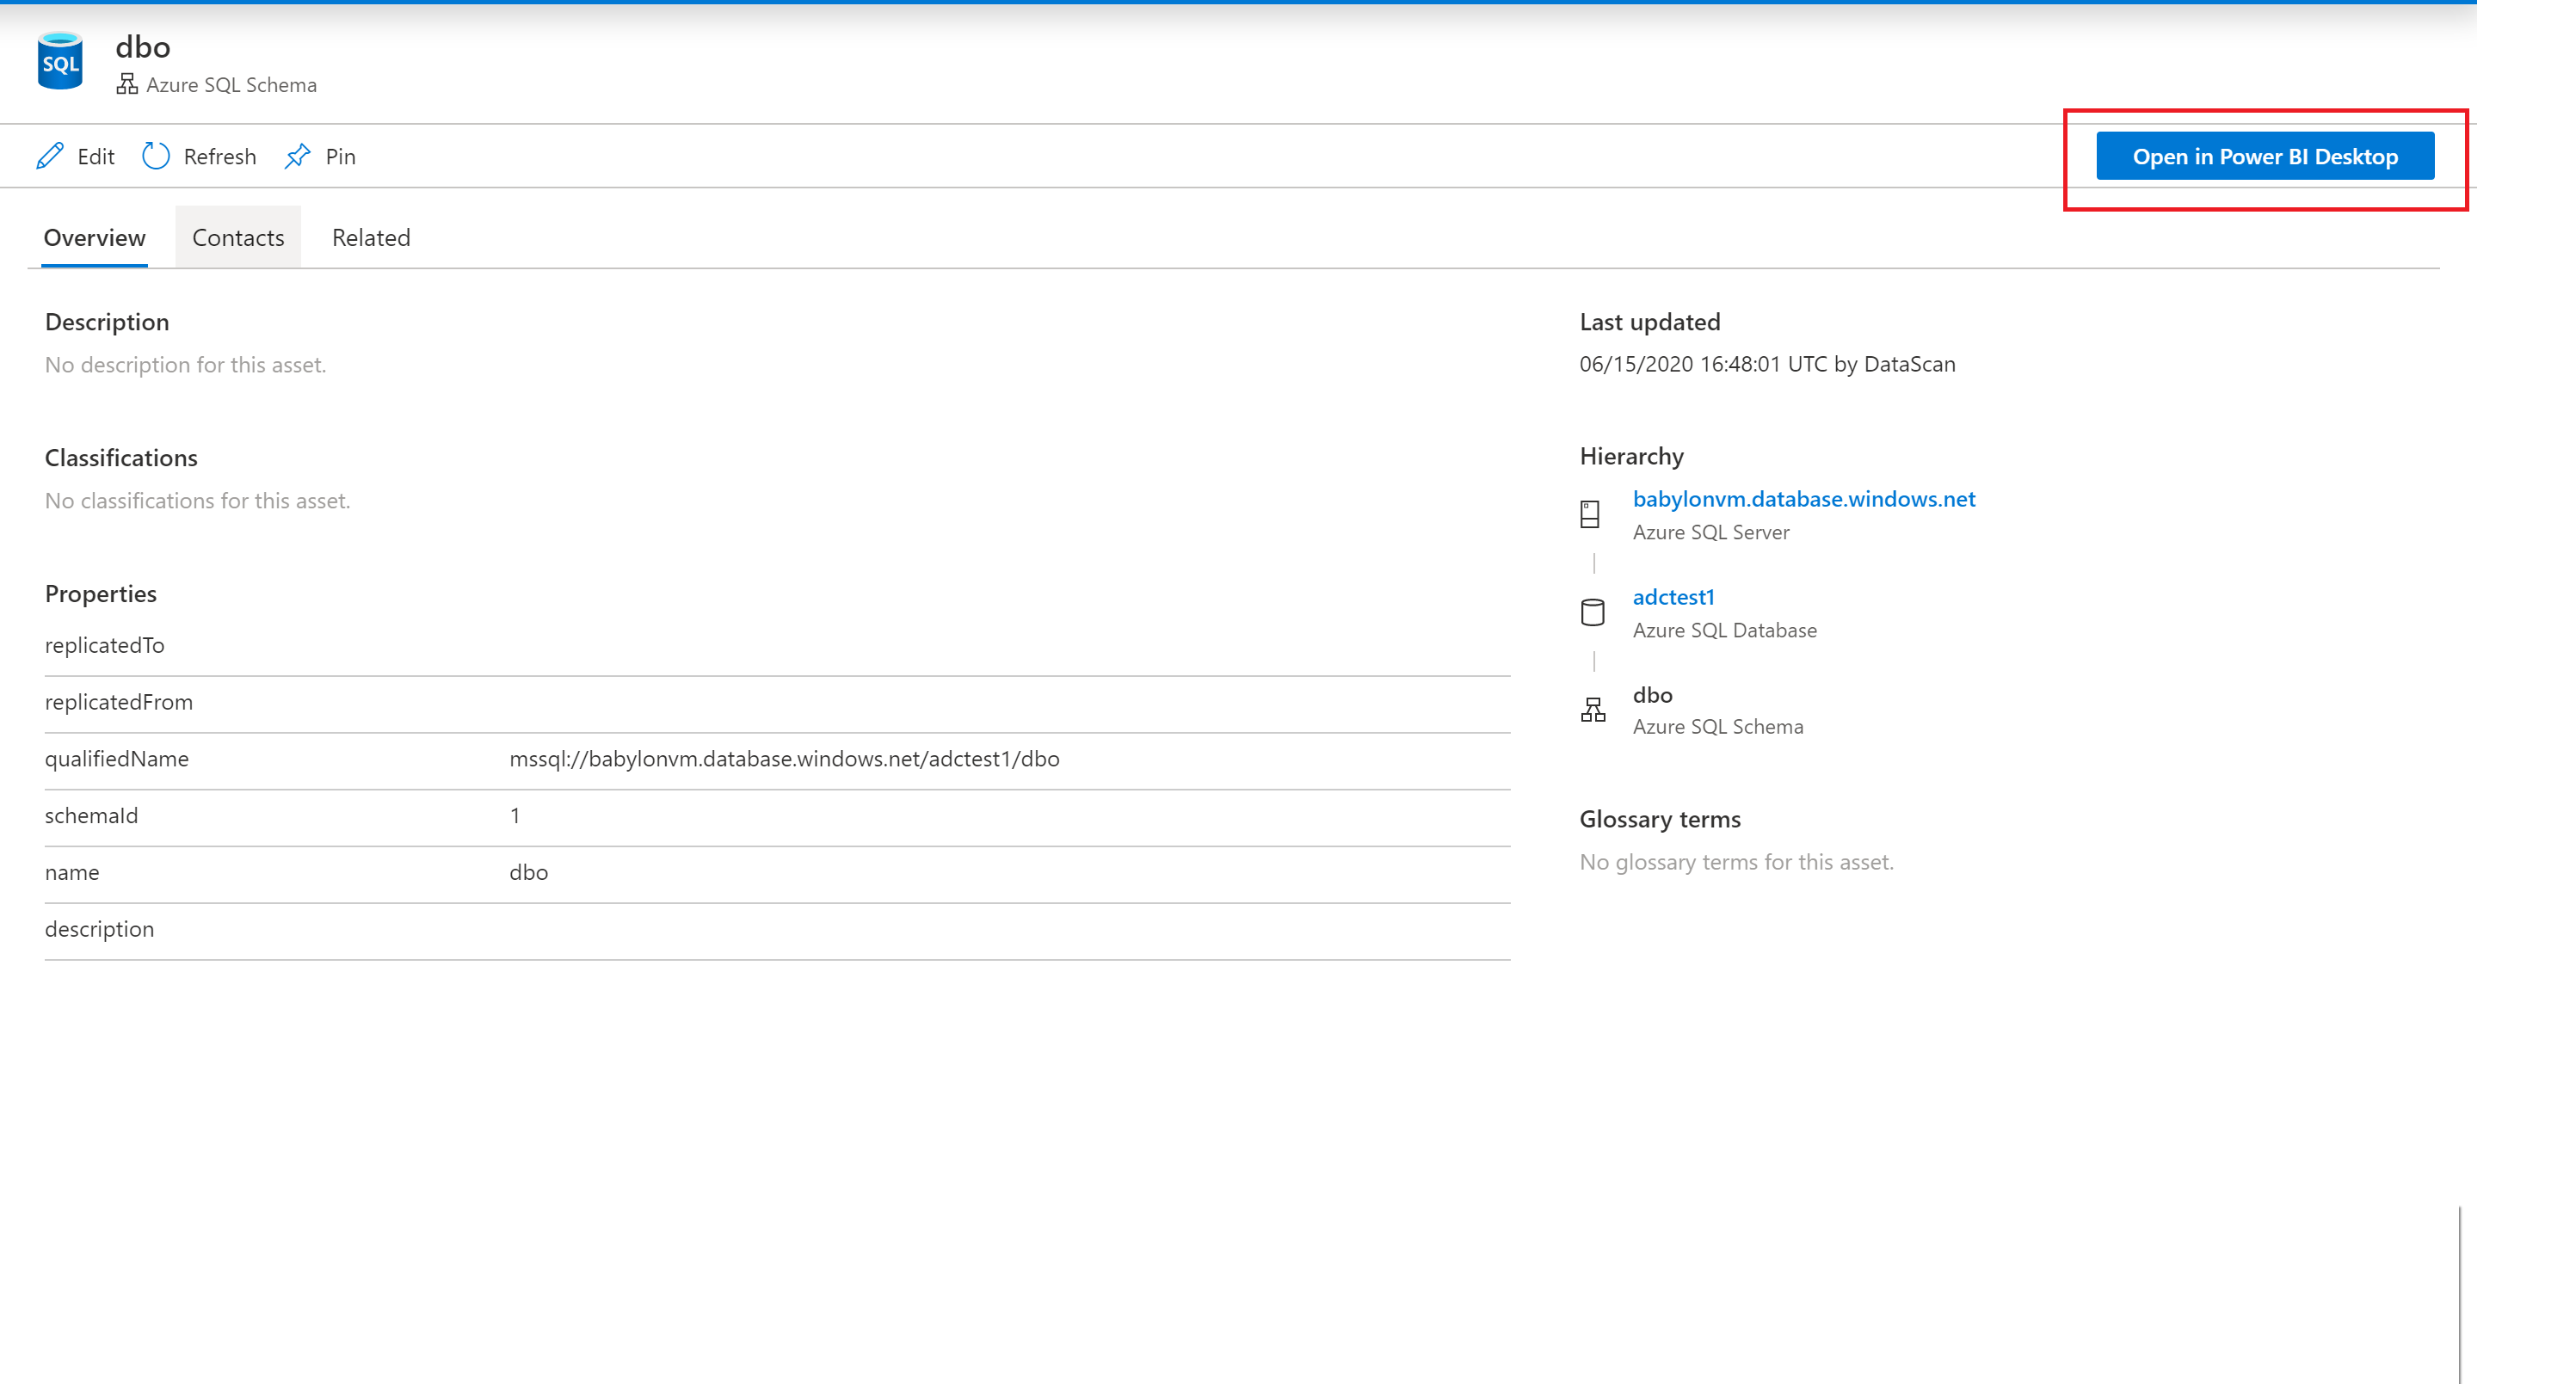 SQL
dbo
Azure SQL Schema
Edit Refresh Pin
Open in Power BI Desktop
Overview Contacts Related
Description
No description for this asset.
Classifications
No classifications for this asset.
Properties
replicatedTo
replicatedFrom
qualifiedName mssql://babylonvm.database.windows.net/adctest1/dbo
schemaId 1
name dbo
description
Last updated
06/15/2020 16:48:01 UTC by DataScan
Hierarchy
babylonvm.database.windows.net
Azure SQL Server
adctest1
Azure SQL Database
dbo
Azure SQL Schema
Glossary terms
No glossary terms for this asset.